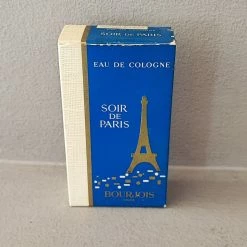 SOIR DE PARIS
EAU DE COLOGNE
SOIR
DE
PARIS
BOURJOIS